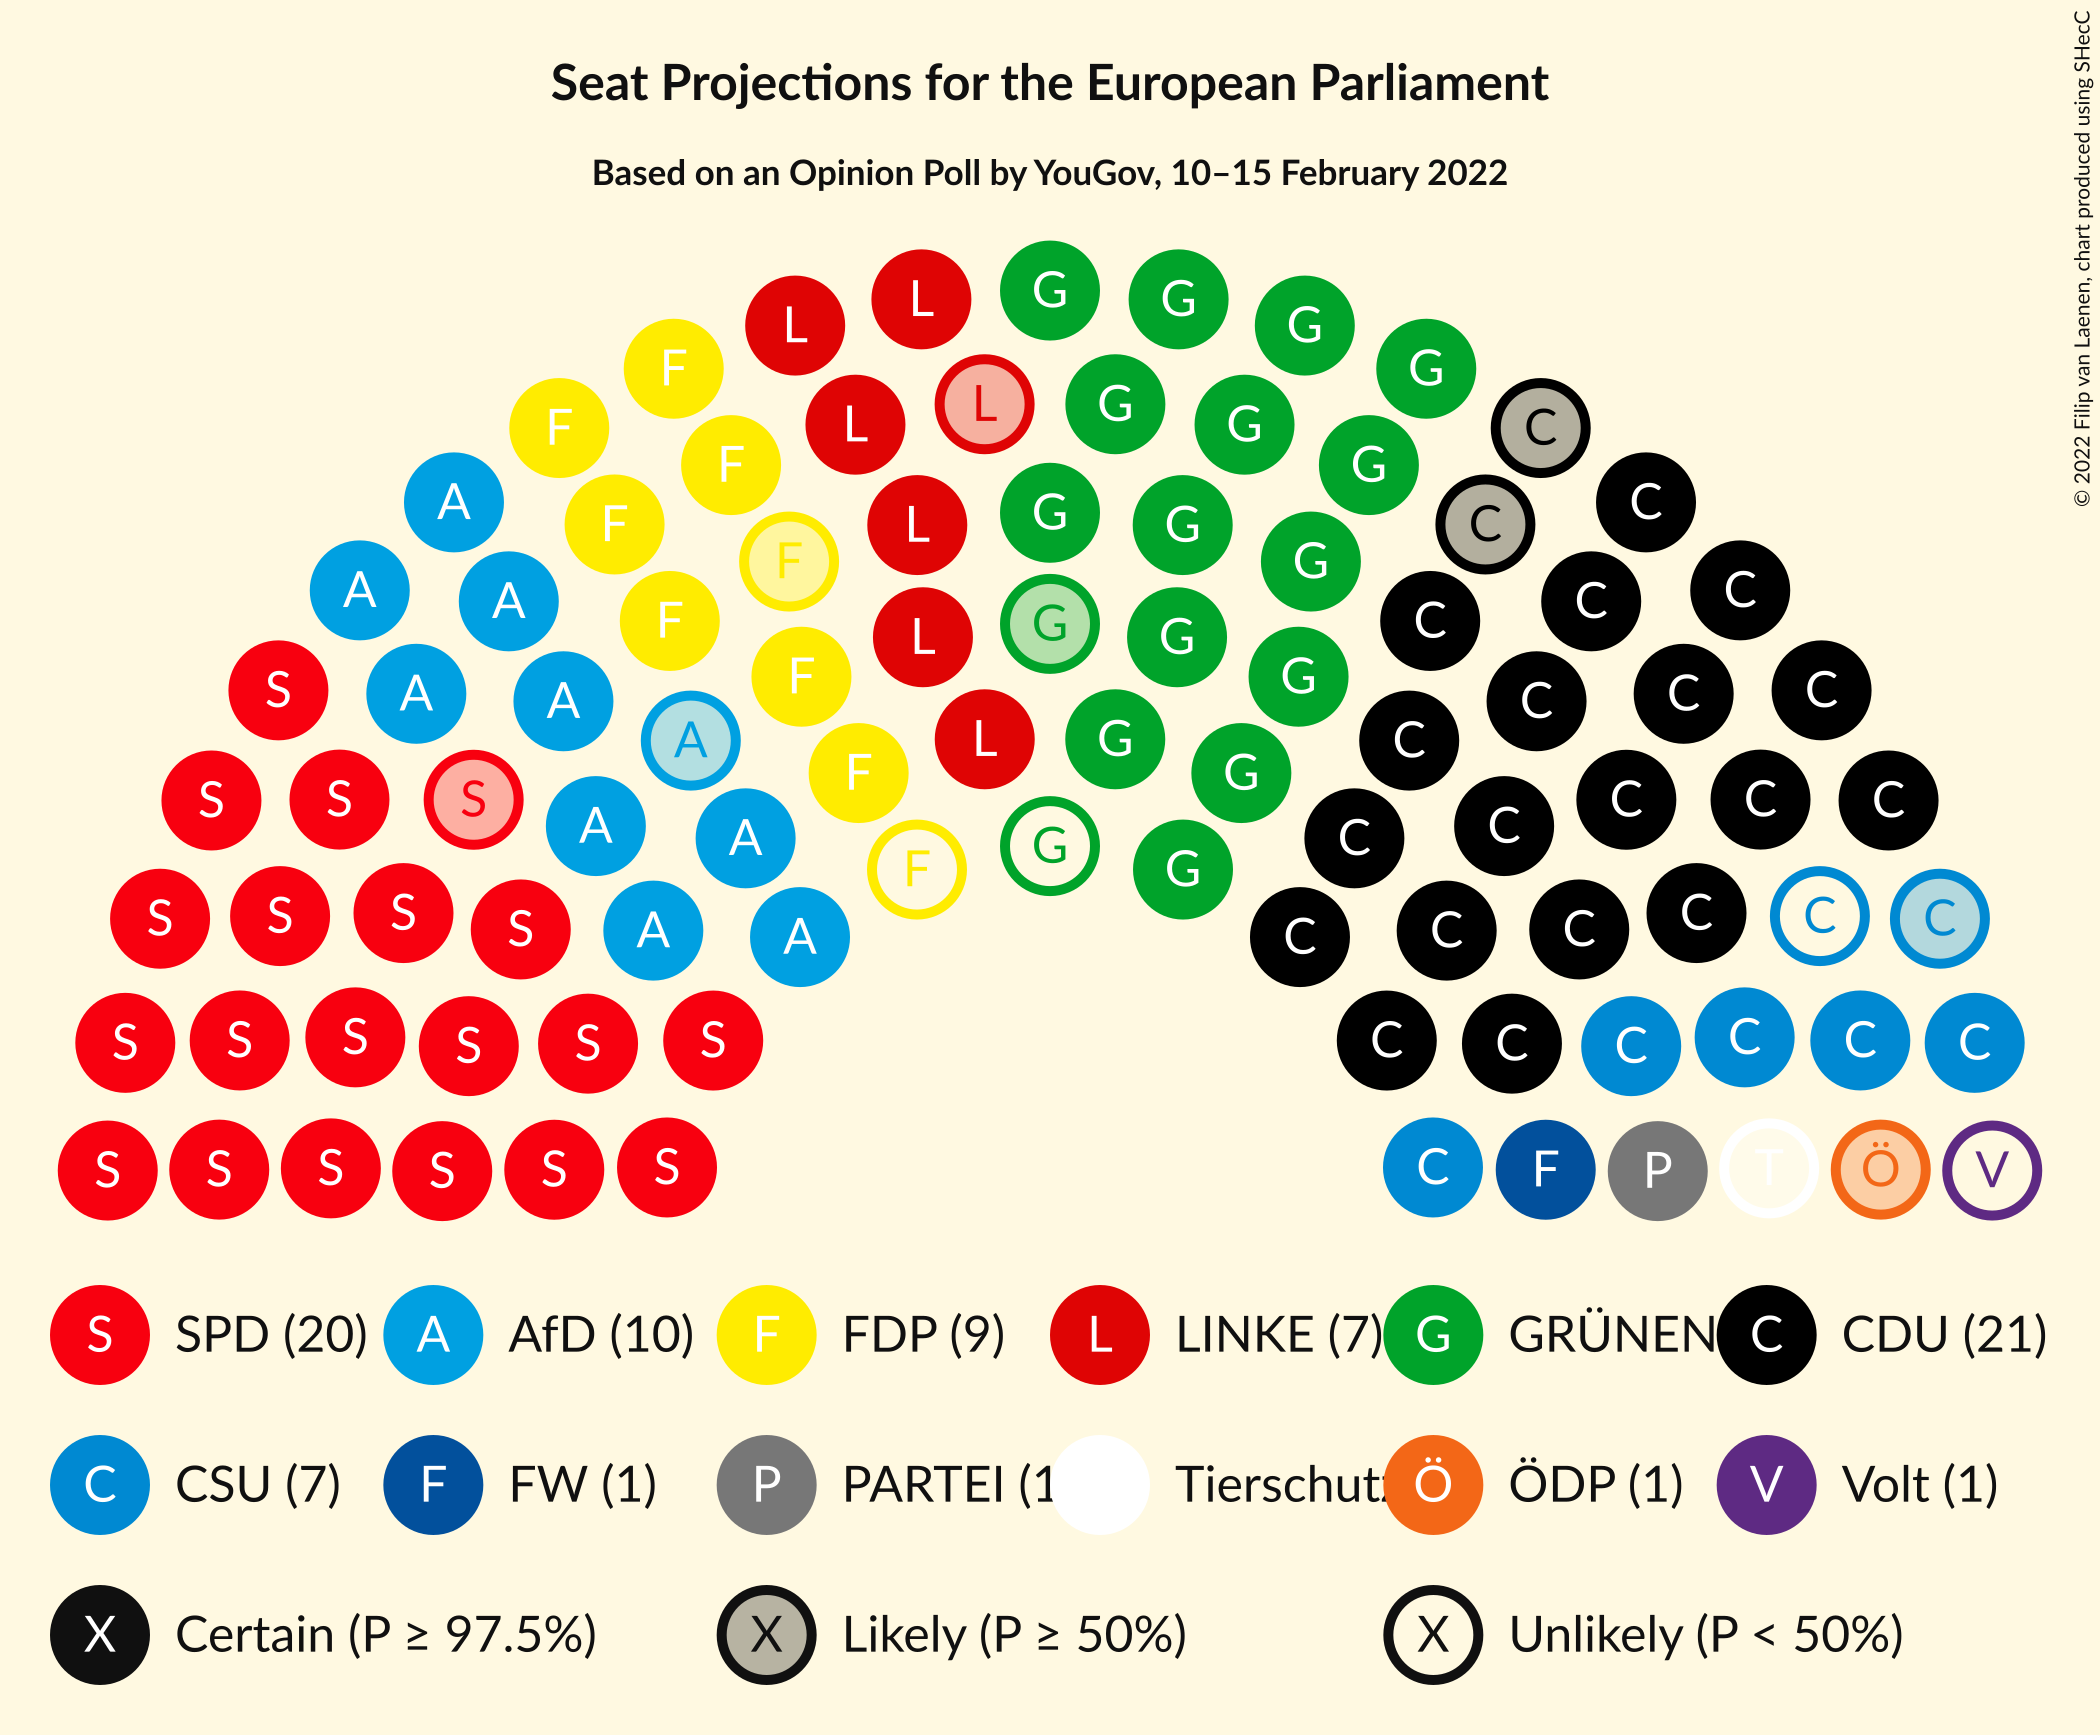 Seat Projections for the European Parliament
Based on an Opinion Poll by YouGov, 10–15 February 2022
© 2022 Filip van Laenen, chart produced using SHecC
G
L G
L G
F L G
F L G G
A F L G C
F F G C
A F L G G C
A A F F G C C
A F C C
S A A F L G G C C C
A A L G C C
S S S A A F G G C C C C C
S S S S A A F G G C C C C C C
S S S S S S C C C C C C
S S S S S S C F P T Ö V
S SPD (20) A AfD (10) F FDP (9) L LINKE (7) G GRÜNEN C CDU (21)
C CSU (7) F FW (1) P PARTEI (1 Tierschutz Ö ÖDP (1) V Volt (1)
X Certain (P ≥ 97.5%) X Likely (P ≥ 50%) X Unlikely (P < 50%)